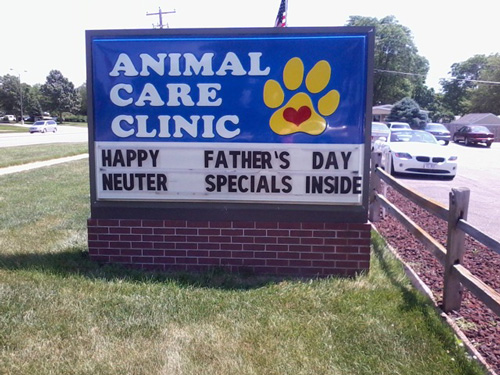 ANIMAL
CARE
CLINIC
HAPPY FATHER'S DAY
NEUTER SPECIALS INSIDE